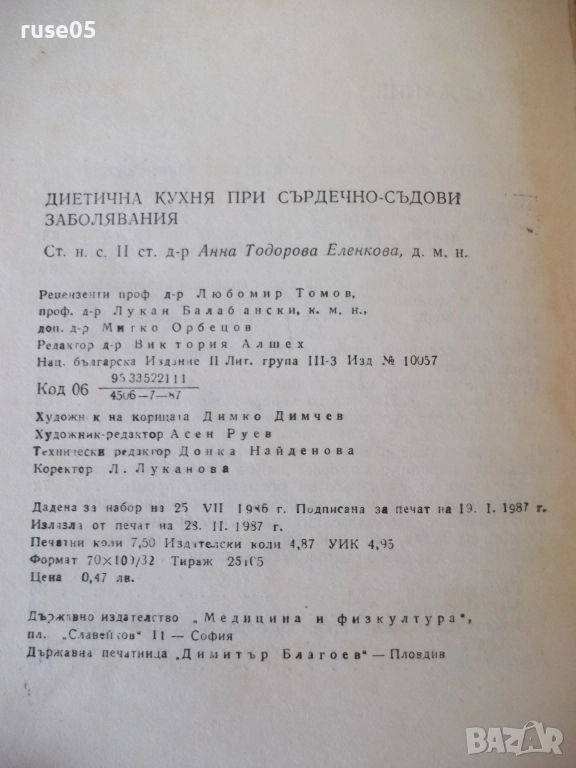 ruse05
ДИЕТИЧНА КУХНЯ ПРИ СЪРДЕЧНО-СЪДОВИ
ЗАБОЛЯВАНИЯ
Ст. н. с. II ст. д-р Анна Тодорова Еленкова, д. м. н.
Рецензенти проф д-р Любомир Томов,
проф. д-р Лукан Балабански, к. м. н.,
доц. д-р Митко Орбецов
Редактор д-р Виктория Алшех
Нац. българска Издание II Лит. група III-3 Изд № 10057
Код 06 9533522111
4506—7—87
Художник на корицата Димко Димчев
Художник-редактор Асен Руев
Технически редактор Донка Найденова
Коректор Л. Луканова
Дадена за набор на 25 VII 1986 г. Подписана за печат на 19. I. 1987 г.
Излязла от печат на 28. II. 1987 г.
Печатни коли 7,50 Издателски коли 4,87 УИК 4,95
Формат 70×100/32 Тираж
Цена 0,47 лв.
Държавно издателство „Медицина и физкултура",
пл. „Славейков" 11 — София
Държавна печатница „Димитър Благоев" — Пловдив
BAZAR